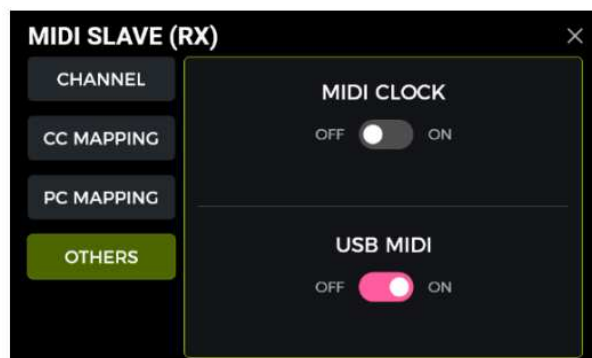 MIDI SLAVE (RX)
CHANNEL
CC MAPPING
PC MAPPING
OTHERS
MIDI CLOCK
OFF ON
USB MIDI
OFF ON